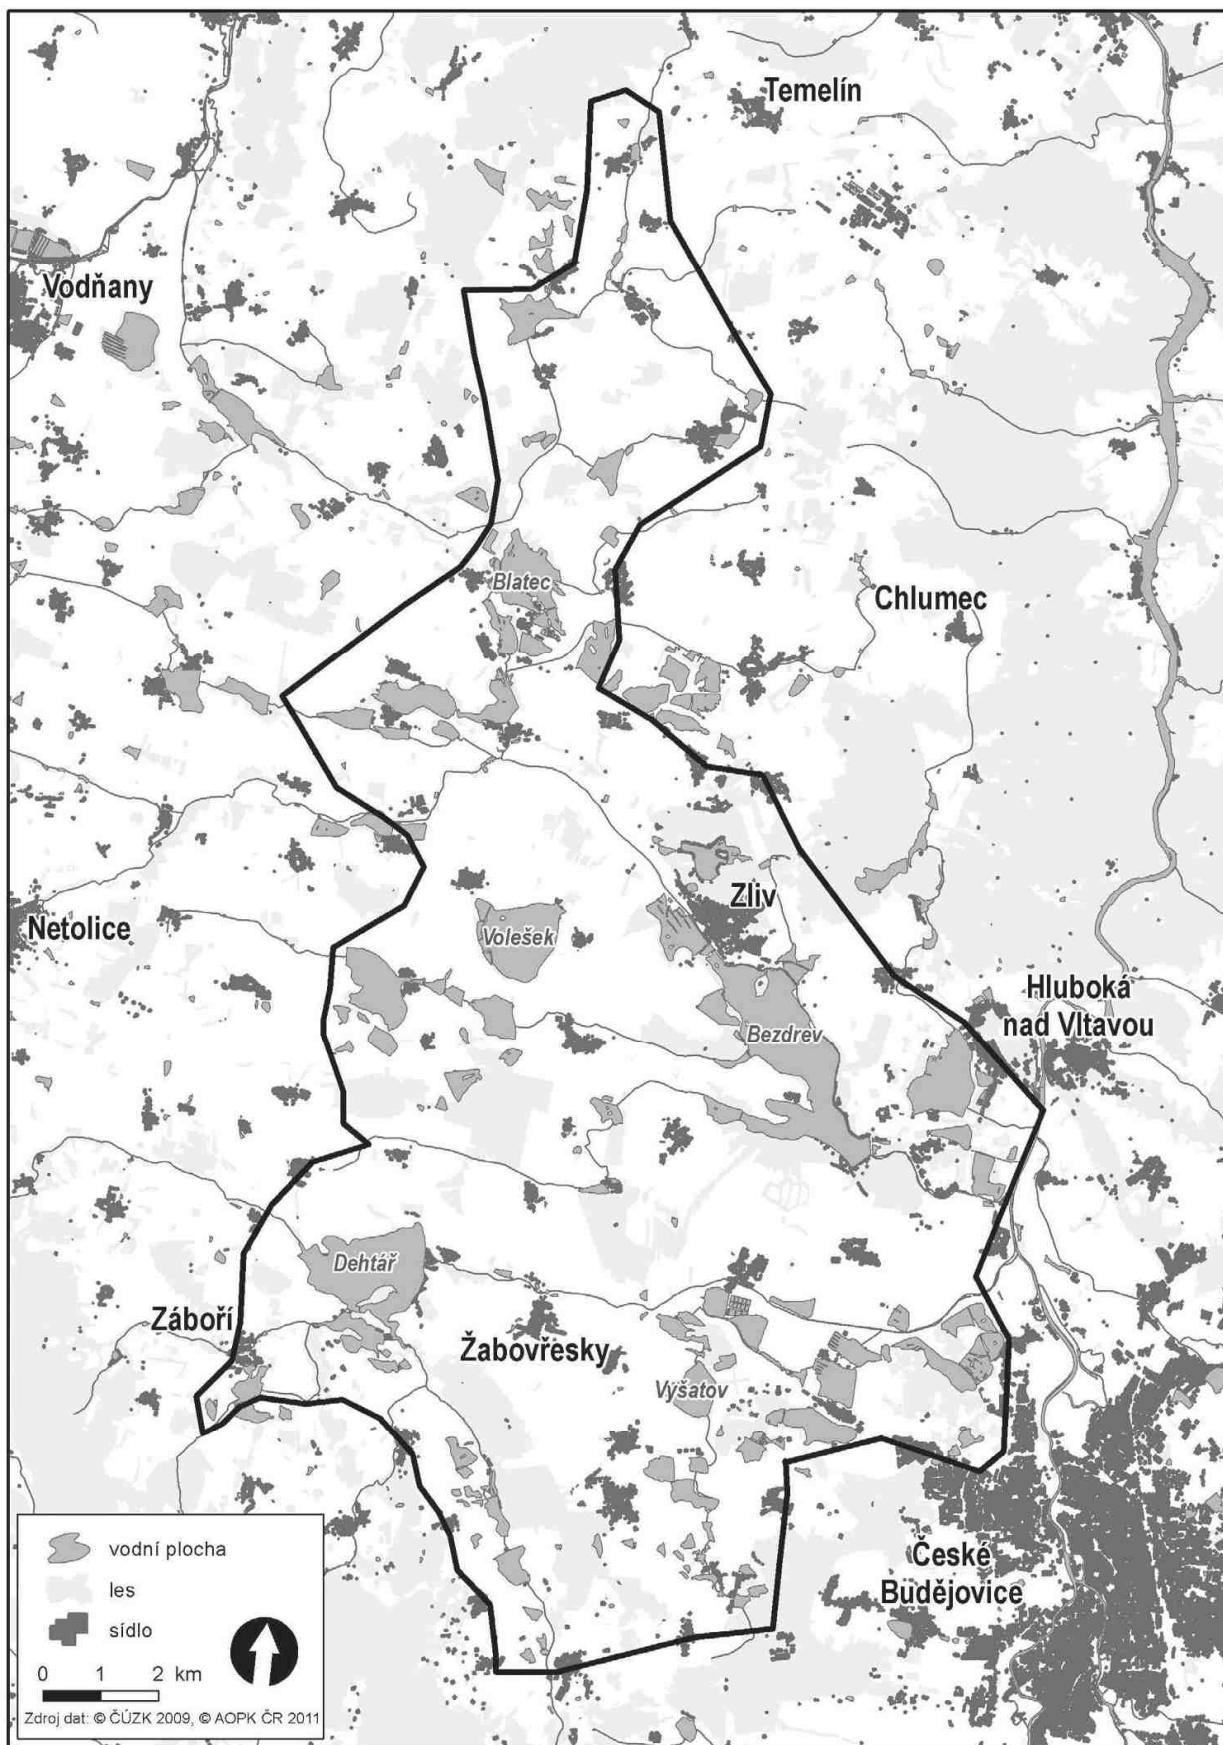 Temelín
Vodňany
Blatec
Chlumec
Zliv
Netolice
Volešek
Hluboká
nad Vltavou
Bezdrev
Dehtář
Záboří
Žabovřesky
Vyšatov
České
Budějovice
vodní plocha
les
sídlo
0 1 2 km
Zdroj dat: © ČÚZK 2009, © AOPK ČR 2011